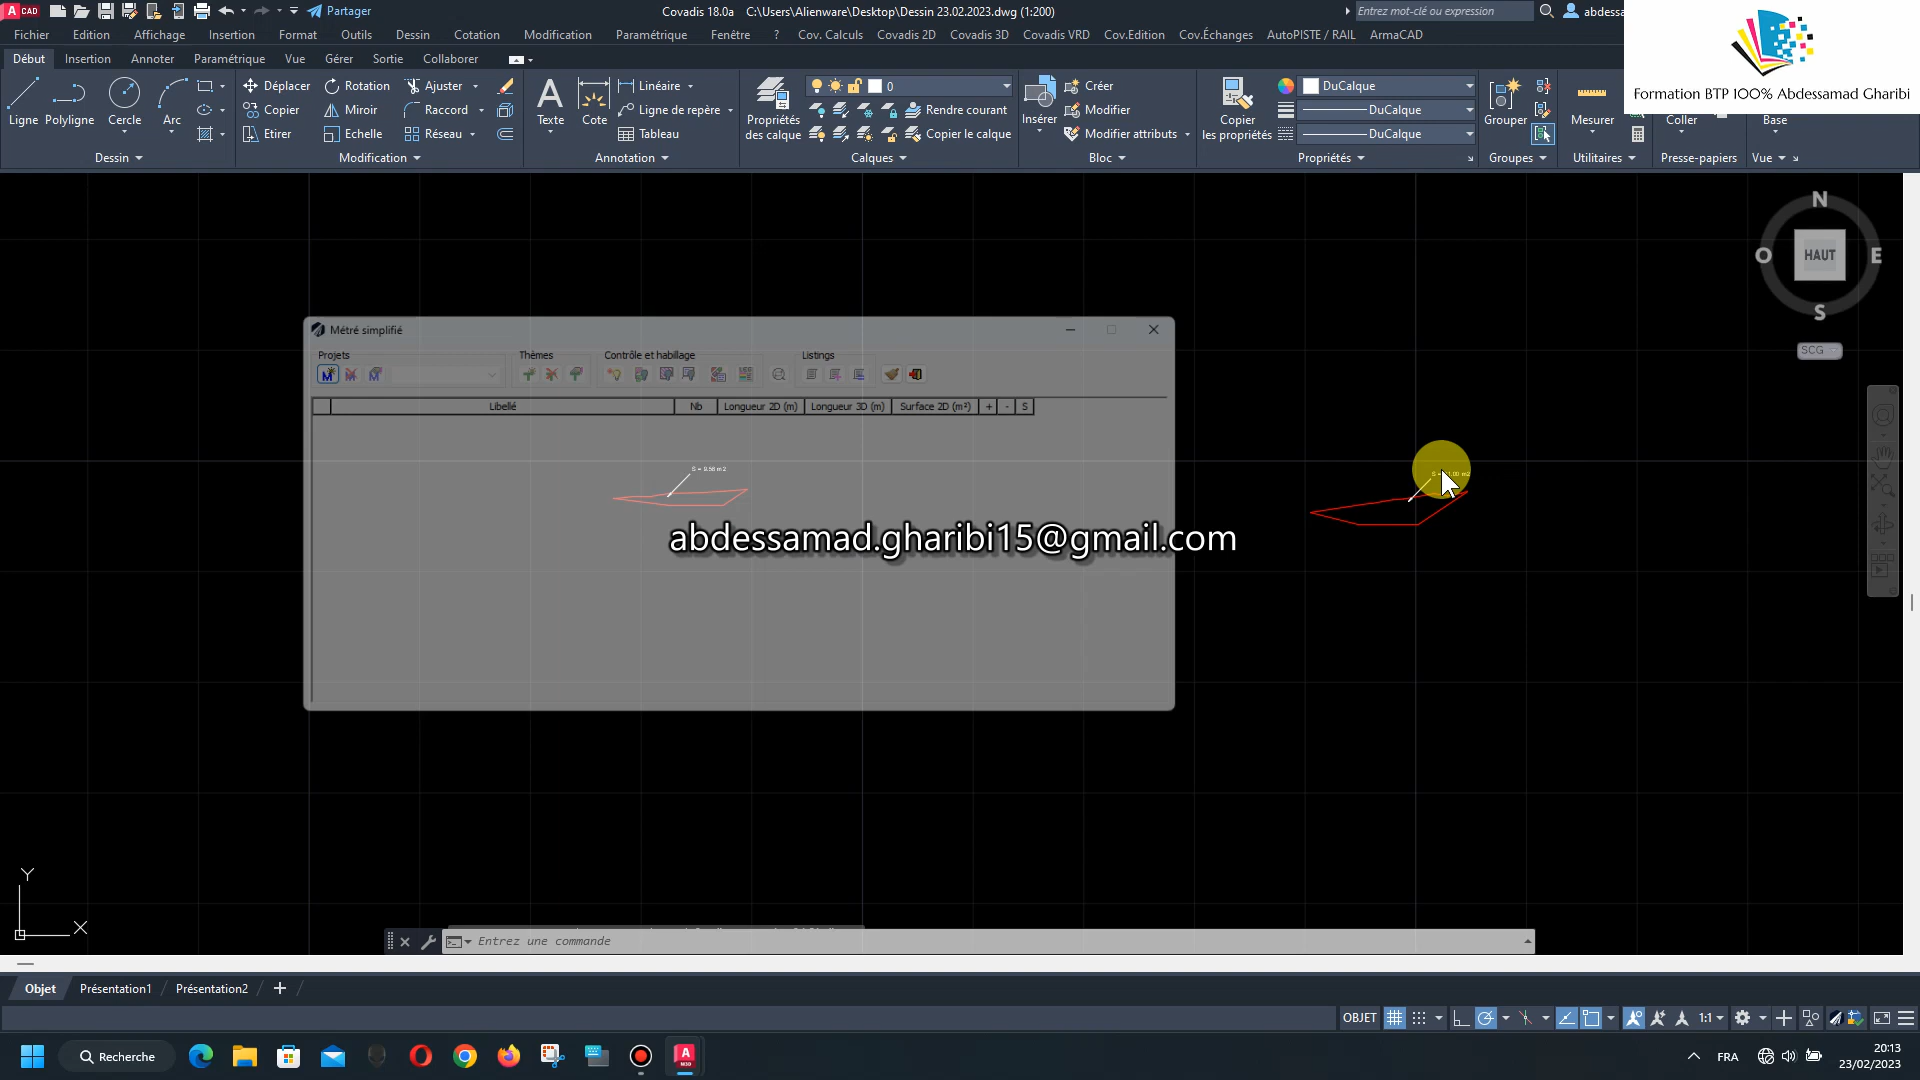 A CAD
Partager
Covadis 18.0a C:\Users\Alienware\Desktop\Dessin 23.02.2023.dwg (1:200)
Entrez mot-clé ou expression
abdessa
Fichier Edition Affichage Insertion Format Outils Dessin Cotation Modification Paramétrique Fenêtre ? Cov. Calculs Covadis 2D Covadis 3D Covadis VRD Cov.Edition Cov.Échanges AutoPISTE / RAIL ArmaCAD
Début Insertion Annoter Paramétrique Vue Gérer Sortie Collaborer
Déplacer Rotation Ajuster Linéaire 0 Créer DuCalque
Copier Miroir Raccord Ligne de repère Rendre courant Modifier DuCalque
Etirer Echelle Réseau Tableau Copier le calque Modifier attributs DuCalque
Ligne Polyligne Cercle Arc Texte Cote Propriétés des calque Insérer Copier les propriétés Grouper Mesurer Coller Base
Dessin Modification Annotation Calques Bloc Propriétés Groupes Utilitaires Presse-papiers Vue
Formation BTP 100% Abdessamad Gharibi
N
O HAUT E
S
SCG
Métré simplifié
Projets Thèmes Contrôle et habillage Listings
Libellé Nb Longueur 2D (m) Longueur 3D (m) Surface 2D (m²) + - S
abdessamad.gharibi15@gmail.com
Y
X
Entrez une commande
Objet Présentation1 Présentation2 +
OBJET 1:1
Recherche
FRA
20:13
23/02/2023